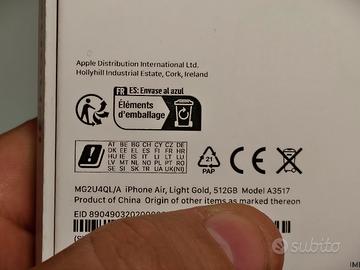 Apple Distribution International Ltd.
Hollyhill Industrial Estate, Cork, Ireland
FR ES: Envase al azul
Éléments
d'emballage
AT BE BG CH CY CZ DE
DK EE EL ES FI FR HR
HU IE IS IT LI LT LU
LV MT NL NO PL PT
RO SE SI SK TR UK(NI)
21
PAP
CE
MG2U4QL/A iPhone Air, Light Gold, 512GB Model A3517
Product of China Origin of other items as marked thereon
EID
subito